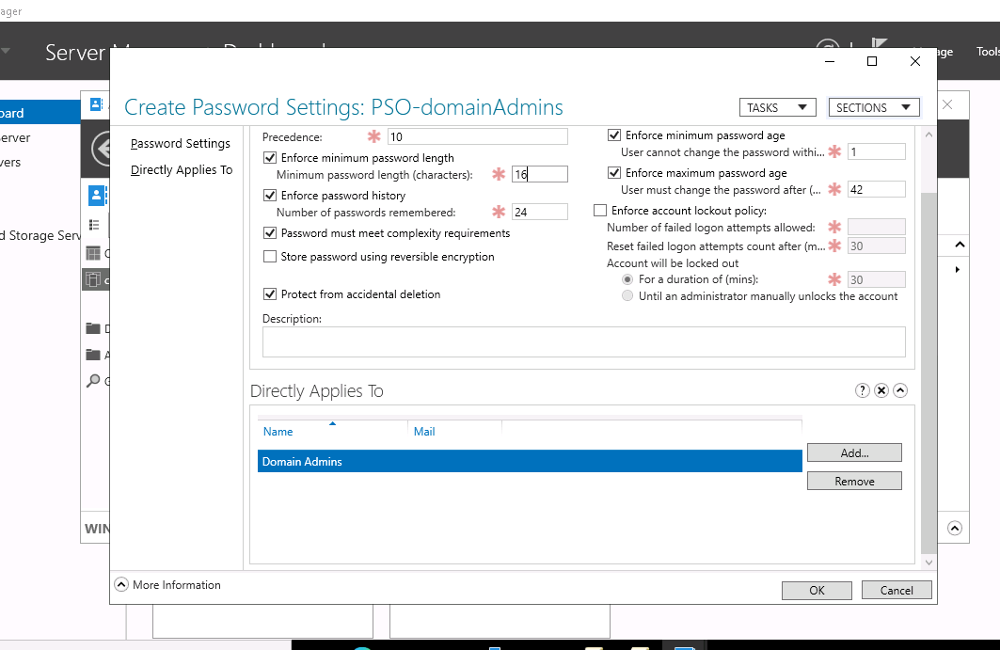 ager
Server
age
Tools
Create Password Settings: PSO-domainAdmins
TASKS
SECTIONS
oard
erver
vers
d Storage Serv
WIN
Password Settings
Directly Applies To
Precedence:
10
Enforce minimum password length
Minimum password length (characters):
16
Enforce password history
Number of passwords remembered:
24
Password must meet complexity requirements
Store password using reversible encryption
Protect from accidental deletion
Enforce minimum password age
User cannot change the password withi...
1
Enforce maximum password age
User must change the password after (...
42
Enforce account lockout policy:
Number of failed logon attempts allowed:
Reset failed logon attempts count after (m...
30
Account will be locked out
For a duration of (mins):
30
Until an administrator manually unlocks the account
Description:
Directly Applies To
Name
Mail
Domain Admins
Add...
Remove
More Information
OK
Cancel